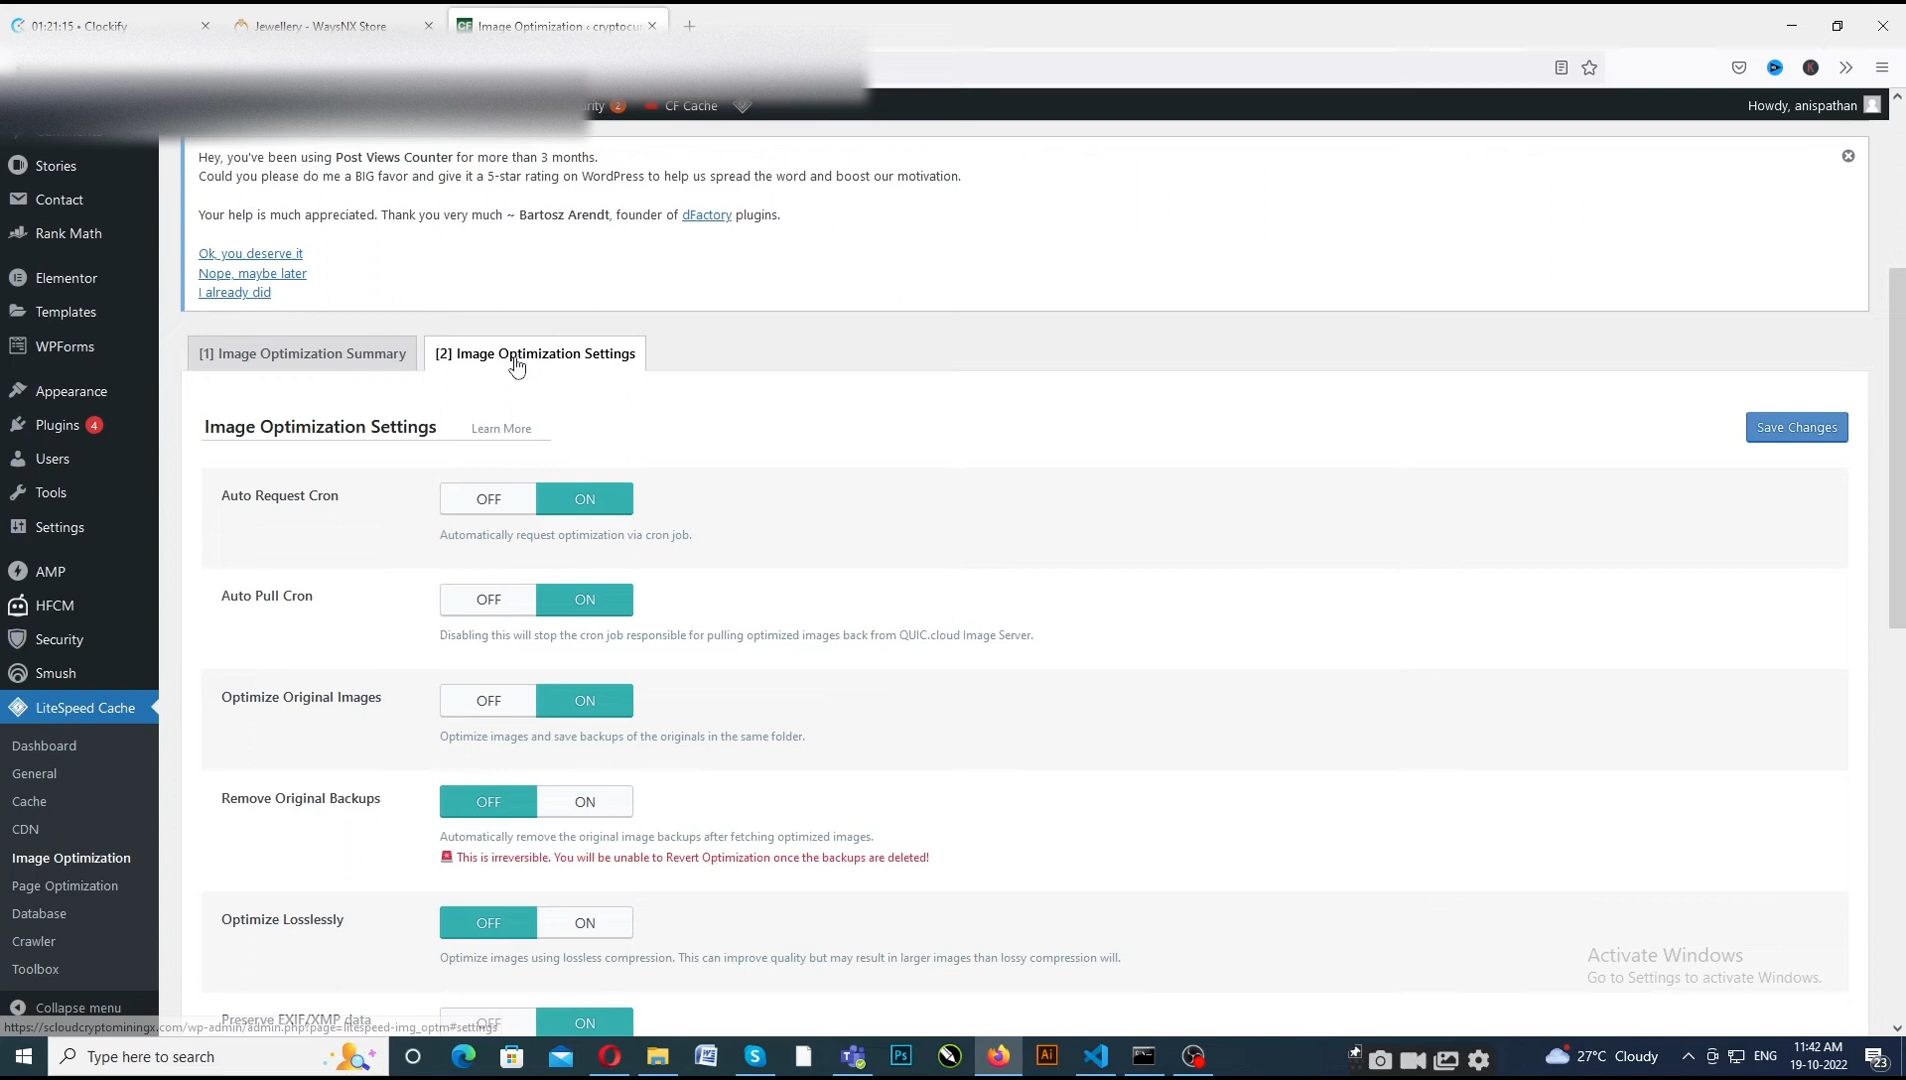 01:21:15 • Clockify
Jewellery - WaysNX Store
CF Image Optimization ‹ cryptocur
2 CF Cache
Howdy, anispathan
Stories
Contact
Rank Math
Elementor
Templates
WPForms
Appearance
Plugins 4
Users
Tools
Settings
AMP
HFCM
Security
Smush
LiteSpeed Cache
Dashboard
General
Cache
CDN
Image Optimization
Page Optimization
Database
Crawler
Toolbox
Collapse menu
Hey, you've been using Post Views Counter for more than 3 months.
Could you please do me a BIG favor and give it a 5-star rating on WordPress to help us spread the word and boost our motivation.
Your help is much appreciated. Thank you very much ~ Bartosz Arendt, founder of dFactory plugins.
Ok, you deserve it
Nope, maybe later
I already did
[1] Image Optimization Summary
[2] Image Optimization Settings
Image Optimization Settings Learn More
Save Changes
Auto Request Cron OFF ON
Automatically request optimization via cron job.
Auto Pull Cron OFF ON
Disabling this will stop the cron job responsible for pulling optimized images back from QUIC.cloud Image Server.
Optimize Original Images OFF ON
Optimize images and save backups of the originals in the same folder.
Remove Original Backups OFF ON
Automatically remove the original image backups after fetching optimized images.
This is irreversible. You will be unable to Revert Optimization once the backups are deleted!
Optimize Losslessly OFF ON
Optimize images using lossless compression. This can improve quality but may result in larger images than lossy compression will.
Preserve EXIF/XMP data OFF ON
https://scloudcryptominingx.com/wp-admin/admin.php?page=litespeed-img_optm#settings
Activate Windows
Go to Settings to activate Windows.
Type here to search
Ps
Ai
27°C Cloudy
ENG
11:42 AM
19-10-2022
23